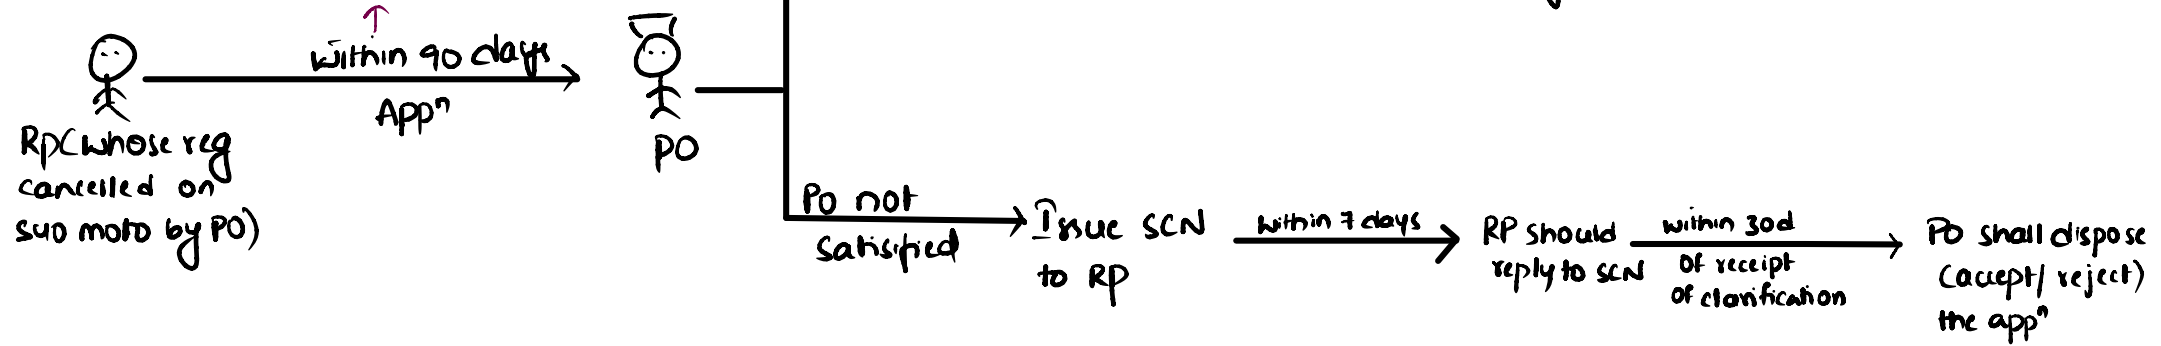 within 90 days
Appⁿ
RP(whose reg
cancelled on
suo moto by PO)
PO
PO not
satisfied
Issue SCN
to RP
within 7 days
RP should
reply to SCN
within 30d
of receipt
of clarification
PO shall dispose
(accept/ reject)
the appⁿ